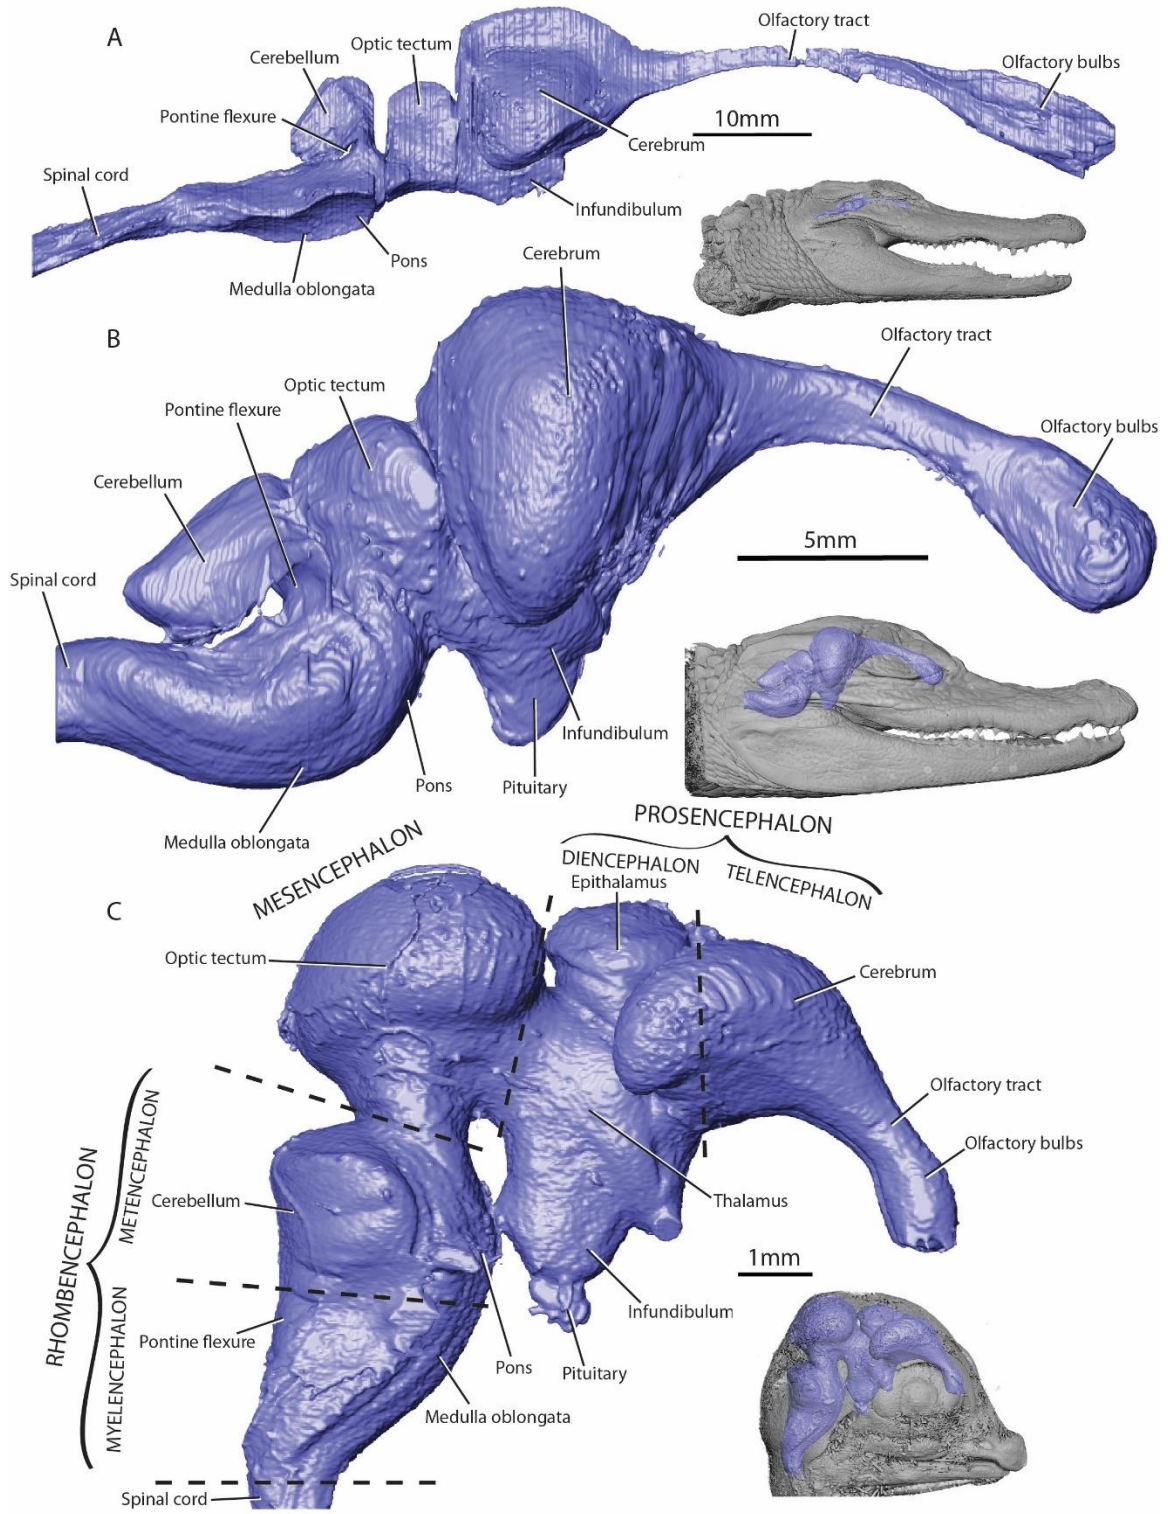 A
Olfactory tract
Optic tectum
Cerebellum
Olfactory bulbs
Pontine flexure
10mm
Cerebrum
Spinal cord
Infundibulum
Pons
Medulla oblongata
Cerebrum
B
Olfactory tract
Optic tectum
Pontine flexure
Olfactory bulbs
Cerebellum
5mm
Spinal cord
Infundibulum
Pons
Pituitary
Medulla oblongata
PROSENCEPHALON
MESENCEPHALON
DIENCEPHALON
TELENCEPHALON
Epithalamus
C
Optic tectum
Cerebrum
Olfactory tract
RHOMBENCEPHALON
METENCEPHALON
Olfactory bulbs
Cerebellum
Thalamus
1mm
Infundibulum
MYELENCEPHALON
Pontine flexure
Pons
Pituitary
Medulla oblongata
Spinal cord